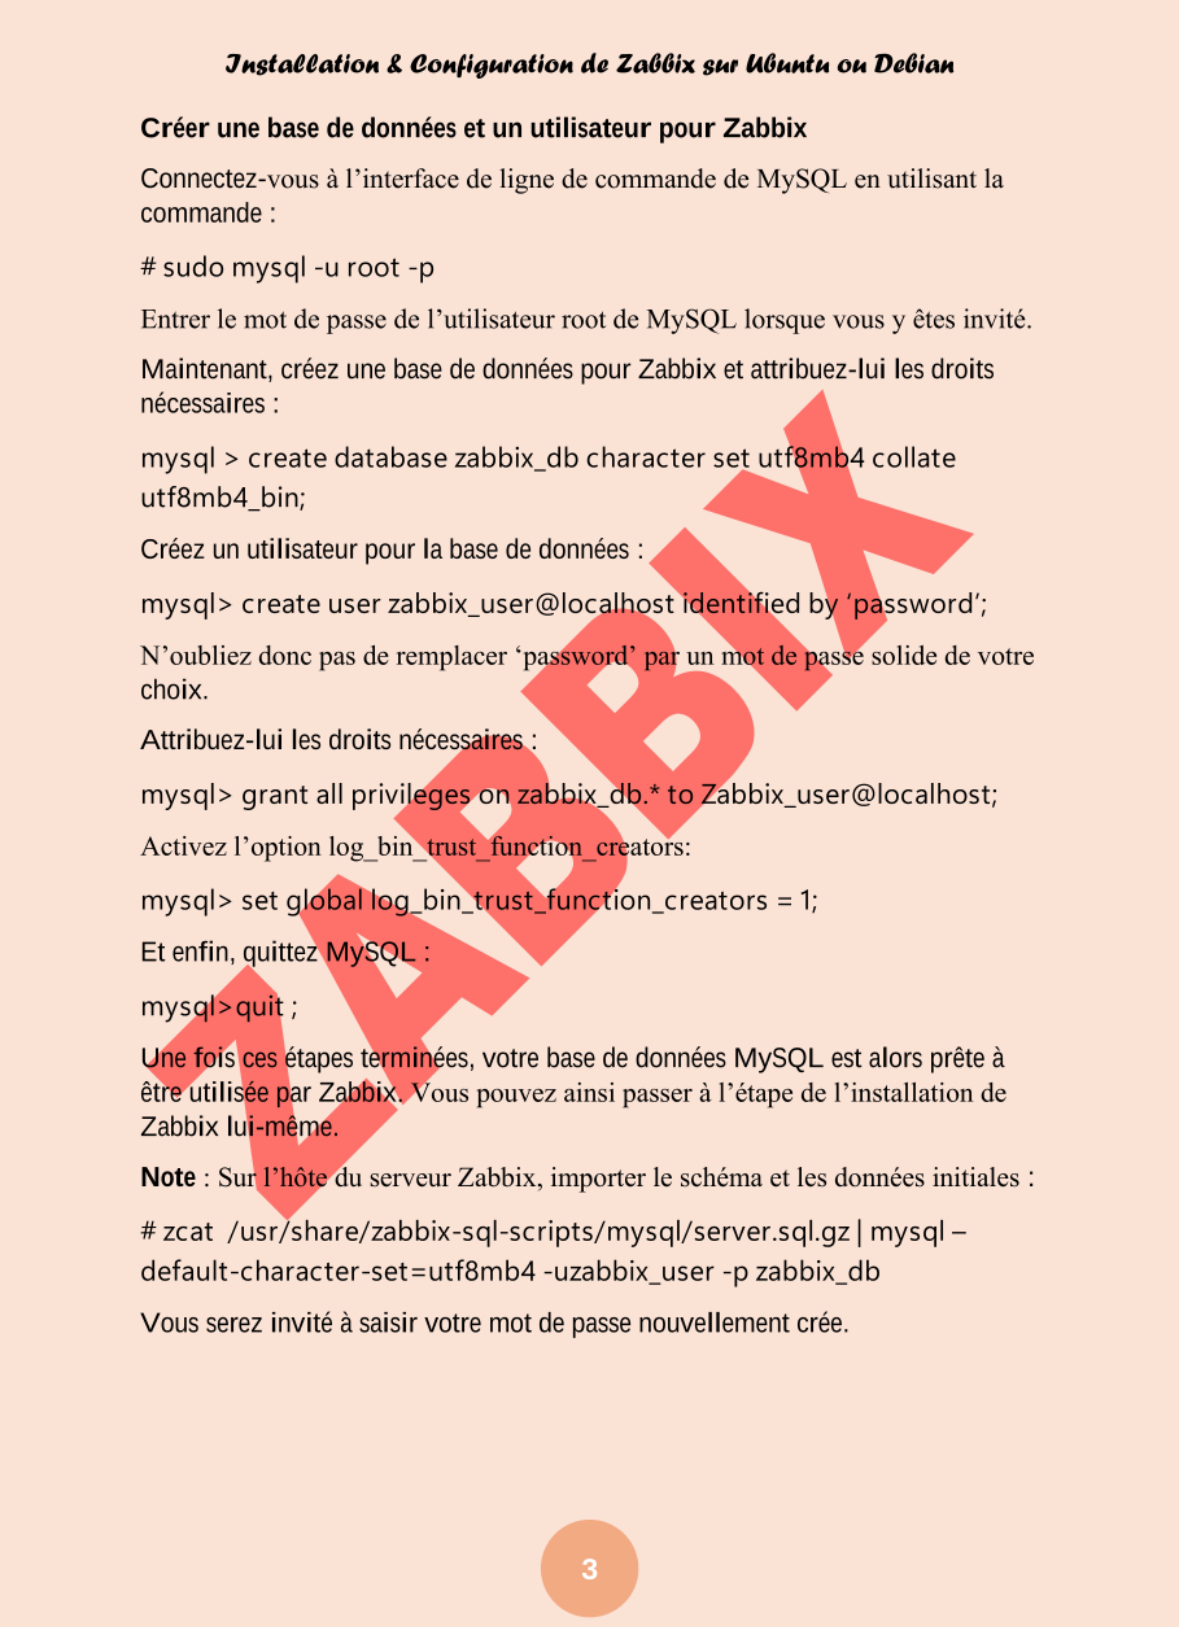 Installation & Configuration de Zabbix sur Ubuntu ou Debian
Créer une base de données et un utilisateur pour Zabbix
Connectez-vous à l’interface de ligne de commande de MySQL en utilisant la
commande :
# sudo mysql -u root -p
Entrer le mot de passe de l’utilisateur root de MySQL lorsque vous y êtes invité.
Maintenant, créez une base de données pour Zabbix et attribuez-lui les droits
nécessaires :
mysql > create database zabbix_db character set utf8mb4 collate
utf8mb4_bin;
Créez un utilisateur pour la base de données :
mysql> create user zabbix_user@localhost identified by ‘password’;
N’oubliez donc pas de remplacer ‘password’ par un mot de passe solide de votre
choix.
Attribuez-lui les droits nécessaires :
mysql> grant all privileges on zabbix_db.* to Zabbix_user@localhost;
Activez l’option log_bin_trust_function_creators:
mysql> set global log_bin_trust_function_creators = 1;
Et enfin, quittez MySQL :
mysql>quit ;
Une fois ces étapes terminées, votre base de données MySQL est alors prête à
être utilisée par Zabbix. Vous pouvez ainsi passer à l’étape de l’installation de
Zabbix lui-même.
Note : Sur l’hôte du serveur Zabbix, importer le schéma et les données initiales :
# zcat /usr/share/zabbix-sql-scripts/mysql/server.sql.gz | mysql –
default-character-set=utf8mb4 -uzabbix_user -p zabbix_db
Vous serez invité à saisir votre mot de passe nouvellement crée.
ZABBIX
3